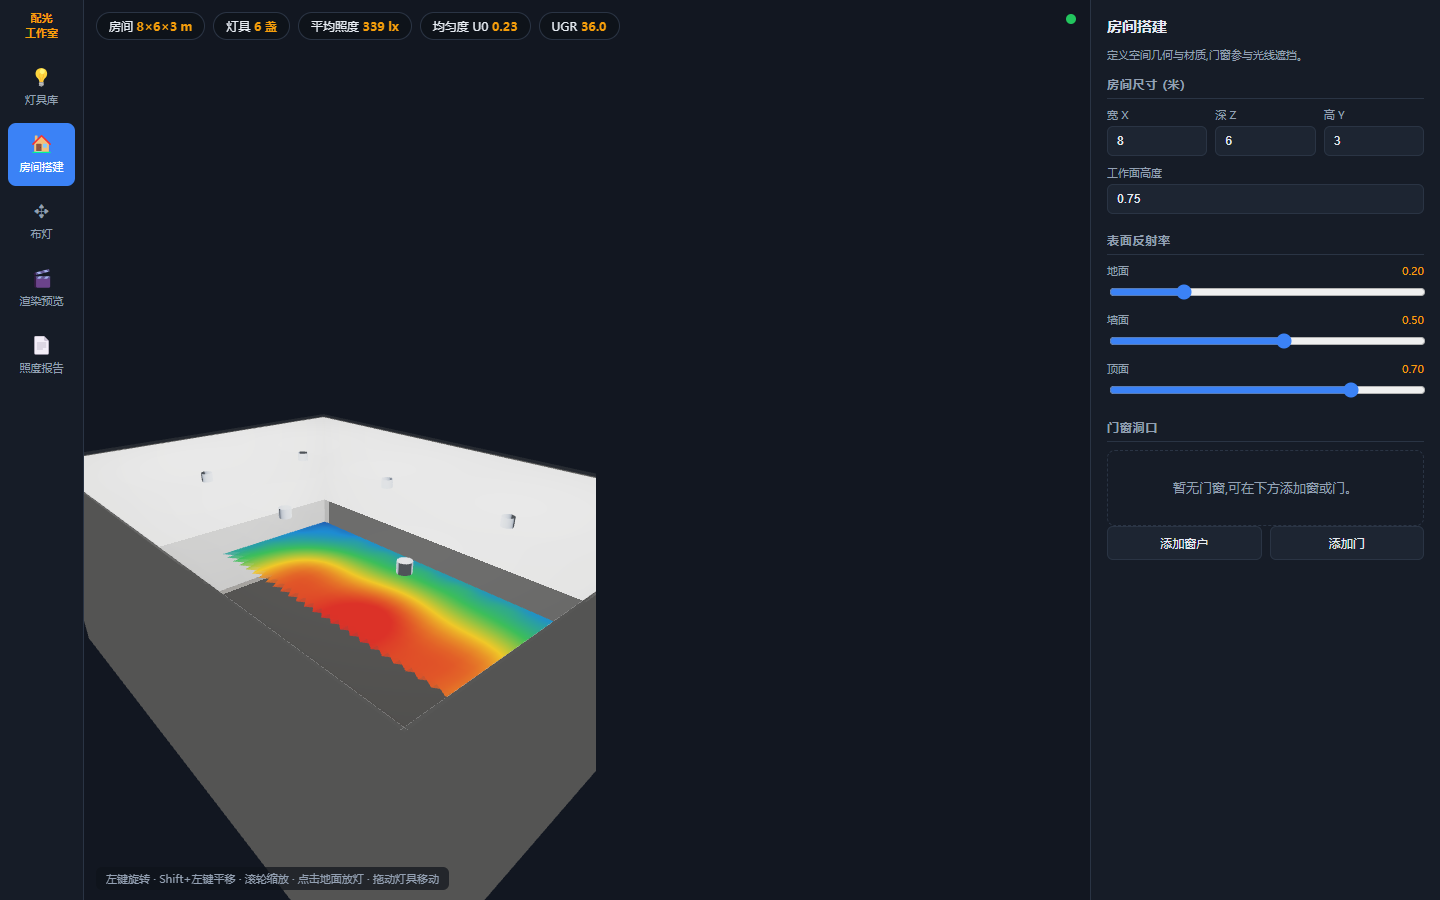 配光
工作室
灯具库
房间搭建
布灯
渲染预览
照度报告
房间 8×6×3 m
灯具 6 盏
平均照度 339 lx
均匀度 U0 0.23
UGR 36.0
左键旋转 · Shift+左键平移 · 滚轮缩放 · 点击地面放灯 · 拖动灯具移动
房间搭建
定义空间几何与材质,门窗参与光线遮挡。
房间尺寸 (米)
宽 X 深 Z 高 Y
8 6 3
工作面高度
0.75
表面反射率
地面 0.20
墙面 0.50
顶面 0.70
门窗洞口
暂无门窗,可在下方添加窗或门。
添加窗户 添加门